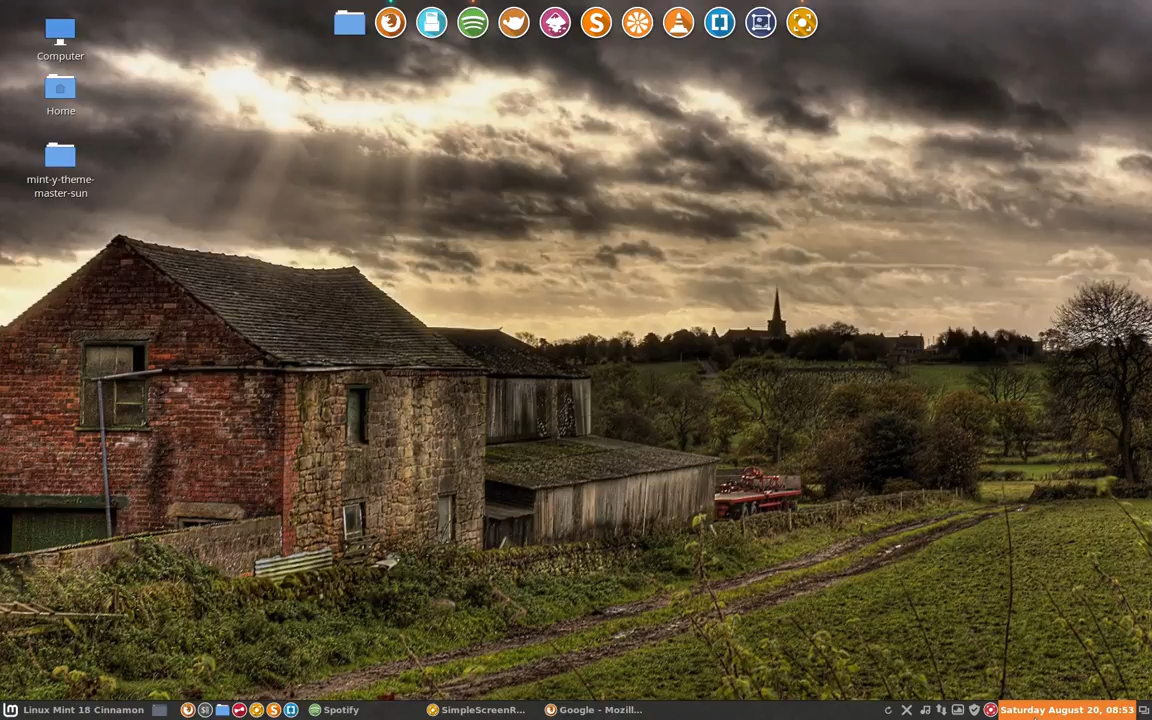 Computer
Home
mint-y-theme-
master-sun
Linux Mint 18 Cinnamon
Spotify
SimpleScreenR...
Google - Mozill...
Saturday August 20, 08:53